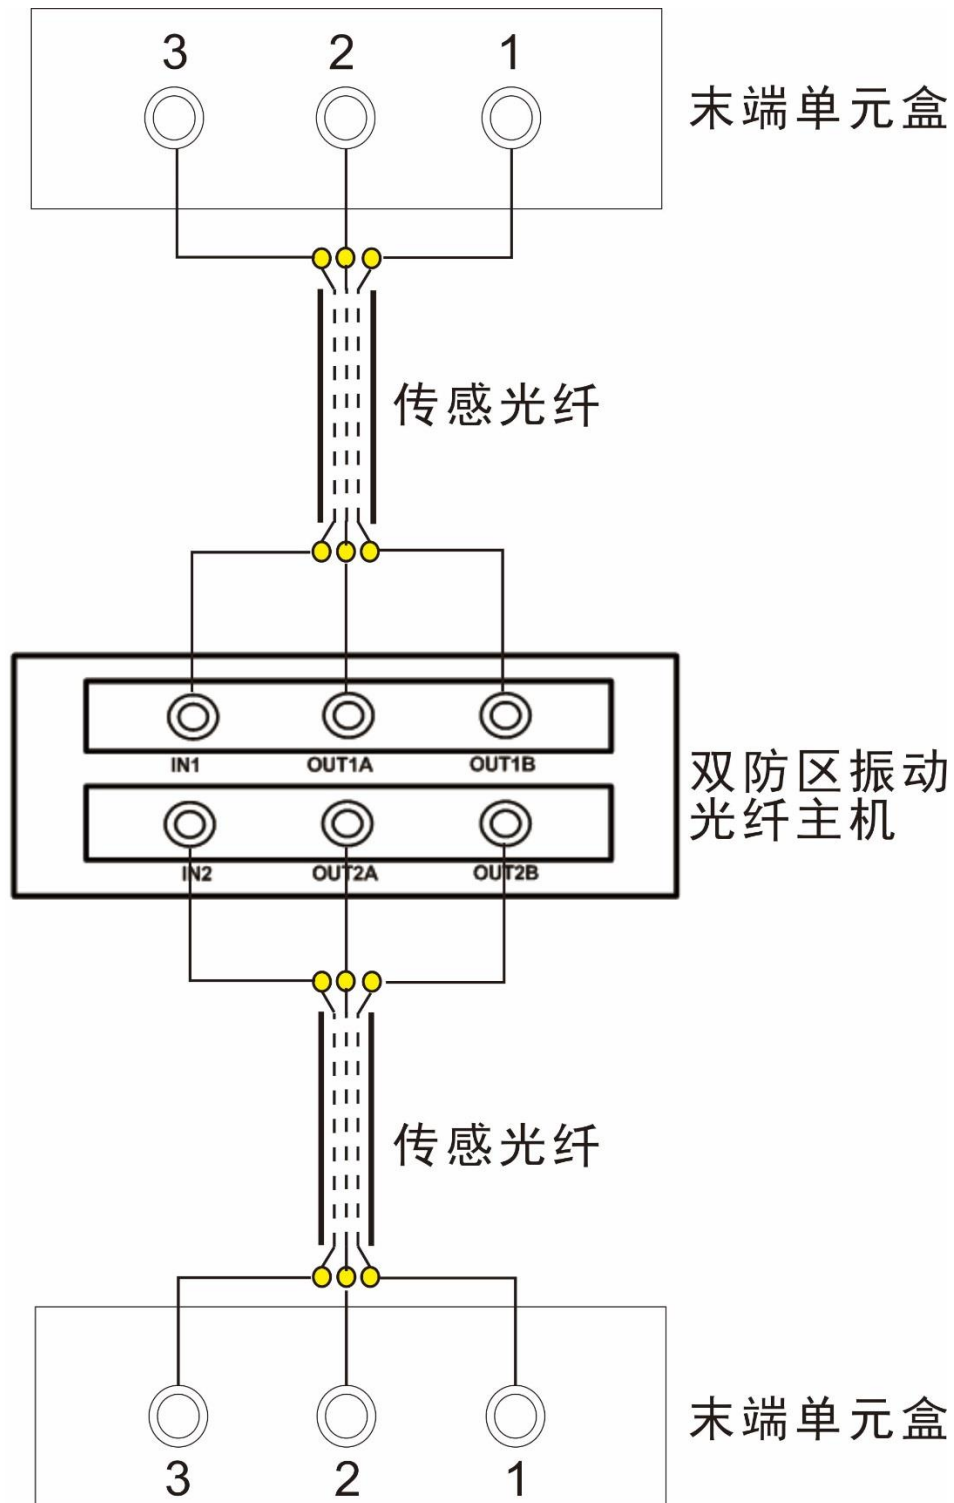 3 2 1
末端单元盒
传感光纤
IN1 OUT1A OUT1B
双防区振动
光纤主机
IN2 OUT2A OUT2B
传感光纤
末端单元盒
3 2 1